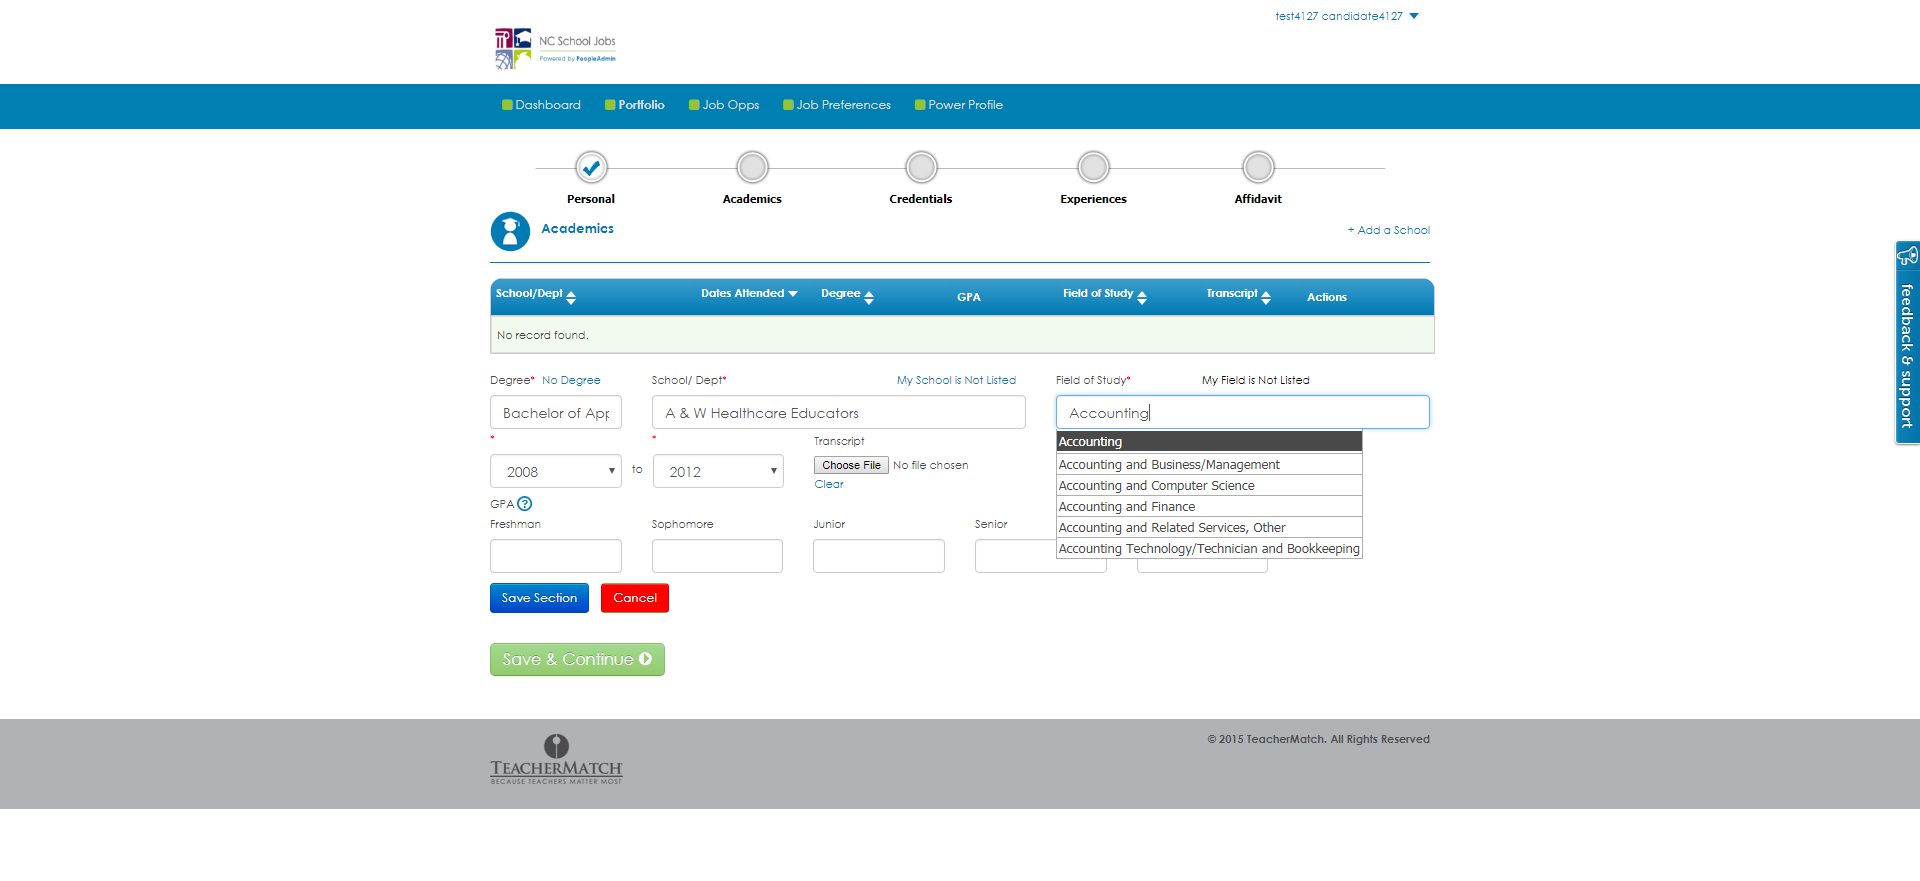 test4127 candidate4127
NC School Jobs
Powered by PeopleAdmin
Dashboard Portfolio Job Opps Job Preferences Power Profile
Personal Academics Credentials Experiences Affidavit
Academics + Add a School
School/Dept Dates Attended Degree GPA Field of Study Transcript Actions
No record found.
Degree* No Degree School/ Dept* My School is Not Listed Field of Study* My Field is Not Listed
Bachelor of App A & W Healthcare Educators Accounting
* * Transcript Accounting
2008 to 2012 Choose File No file chosen Accounting and Business/Management
Clear Accounting and Computer Science
GPA ? Accounting and Finance
Freshman Sophomore Junior Senior Accounting and Related Services, Other
Accounting Technology/Technician and Bookkeeping
Save Section Cancel
Save & Continue
feedback & support
© 2015 TeacherMatch. All Rights Reserved
TEACHERMATCH
BECAUSE TEACHERS MATTER MOST